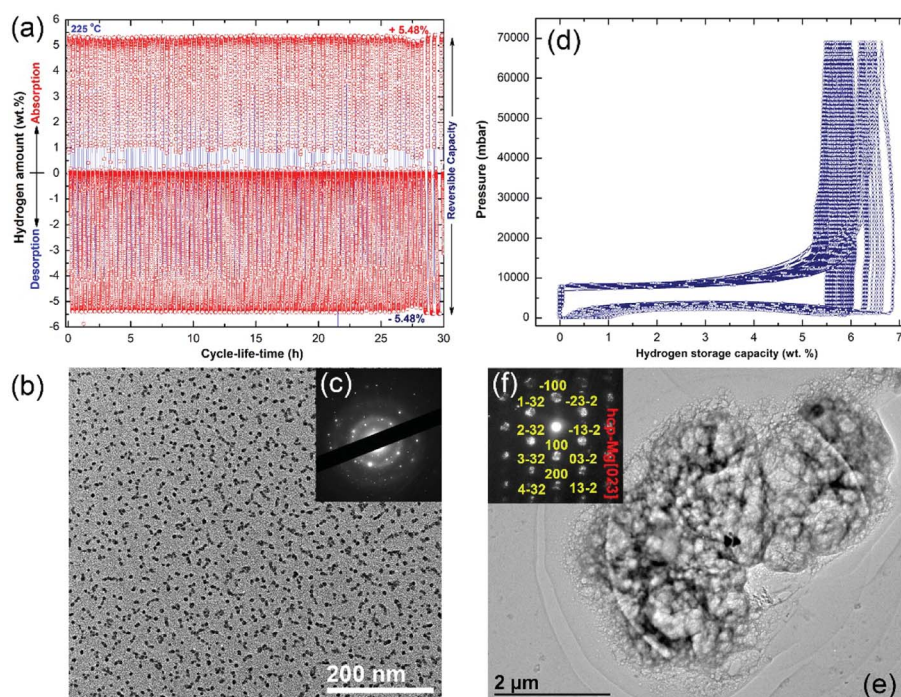 (a)
225 °C
+ 5.48%
6
5
4
3
2
1
0
-1
-2
-3
-4
-5
-6
Hydrogen amount (wt.%)
Desorption
Absorption
Reversible Capacity
- 5.48%
0 5 10 15 20 25 30
Cycle-life-time (h)
(d)
70000
60000
50000
40000
30000
20000
10000
0
Pressure (mbar)
0 1 2 3 4 5 6 7
Hydrogen storage capacity (wt. %)
(b)
(c)
200 nm
(f)
-100
1-32 -23-2
2-32 -13-2
100
3-32 03-2
200
4-32 13-2
hcp-Mg[023]
2 µm
(e)